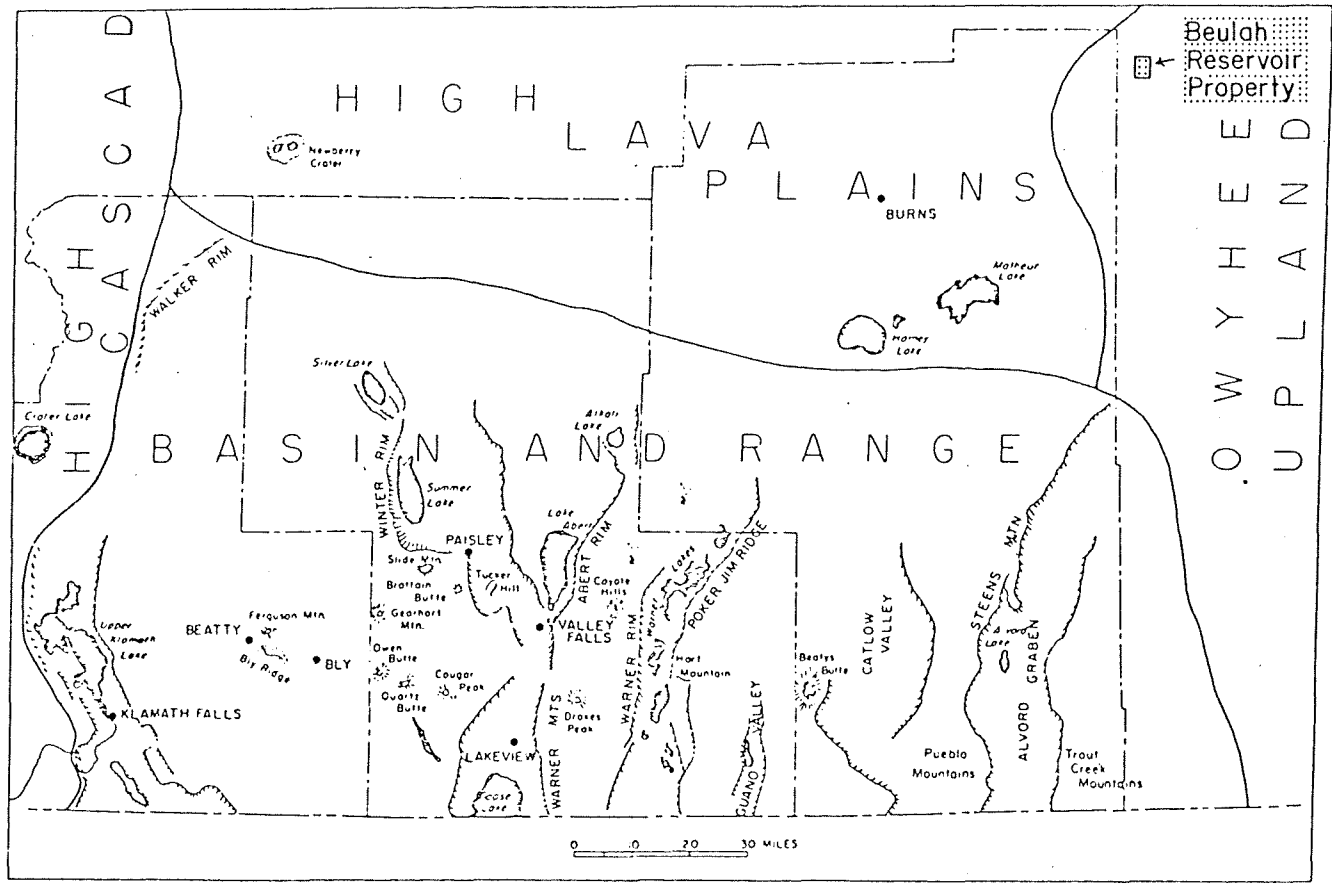 HIGH
CASCAD
HIGH
LAVA
PLAINS
Beulah
Reservoir
Property
OWYHEE
UPLAND
Newberry
Crater
BURNS
WALKER RIM
Malheur
Lake
Harney
Lake
Silver Lake
Crater Lake
Alkali
Lake
BASIN AND RANGE
WINTER RIM
Summer
Lake
Lake
Abert
ABERT RIM
PAISLEY
Slide Mtn.
Brattain
Butte
Tucker
Hill
Coyote
Hills
Warner Lakes
POKER JIM RIDGE
STEENS MTN
Gearhart
Mtn.
Ferguson Mtn.
BEATTY
Bly Ridge
BLY
VALLEY
FALLS
Upper
Klamath
Lake
Owen
Butte
Quartz
Butte
Cougar
Peak
WARNER RIM
Hart
Mountain
Beatys
Butte
CATLOW
VALLEY
Alvord
Lake
KLAMATH FALLS
LAKEVIEW
WARNER MTS
Drakes
Peak
GUANO VALLEY
Pueblo
Mountains
ALVORD GRABEN
Trout
Creek
Mountains
Goose
Lake
0 10 20 30 MILES